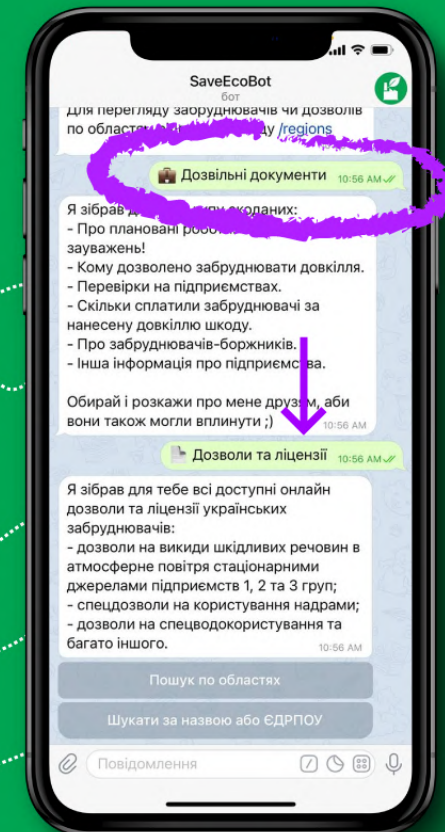 SaveEcoBot
бот
Для перегляду забруднювачів чи дозволів
по областях /regions
Дозвільні документи 10:56 AM
Я зібрав
- Про плановані
зауважень!
- Кому дозволено забруднювати довкілля.
- Перевірки на підприємствах.
- Скільки сплатили забруднювачі за
нанесену довкіллю шкоду.
- Про забруднювачів-боржників.
- Інша інформація про підприємства.
Обирай і розкажи про мене друзям, аби
вони також могли вплинути ;) 10:56 AM
Дозволи та ліцензії 10:56 AM
Я зібрав для тебе всі доступні онлайн
дозволи та ліцензії українських
забруднювачів:
- дозволи на викиди шкідливих речовин в
атмосферне повітря стаціонарними
джерелами підприємств 1, 2 та 3 груп;
- спецдозволи на користування надрами;
- дозволи на спецводокористування та
багато іншого. 10:56 AM
Пошук по областях
Шукати за назвою або ЄДРПОУ
Повідомлення